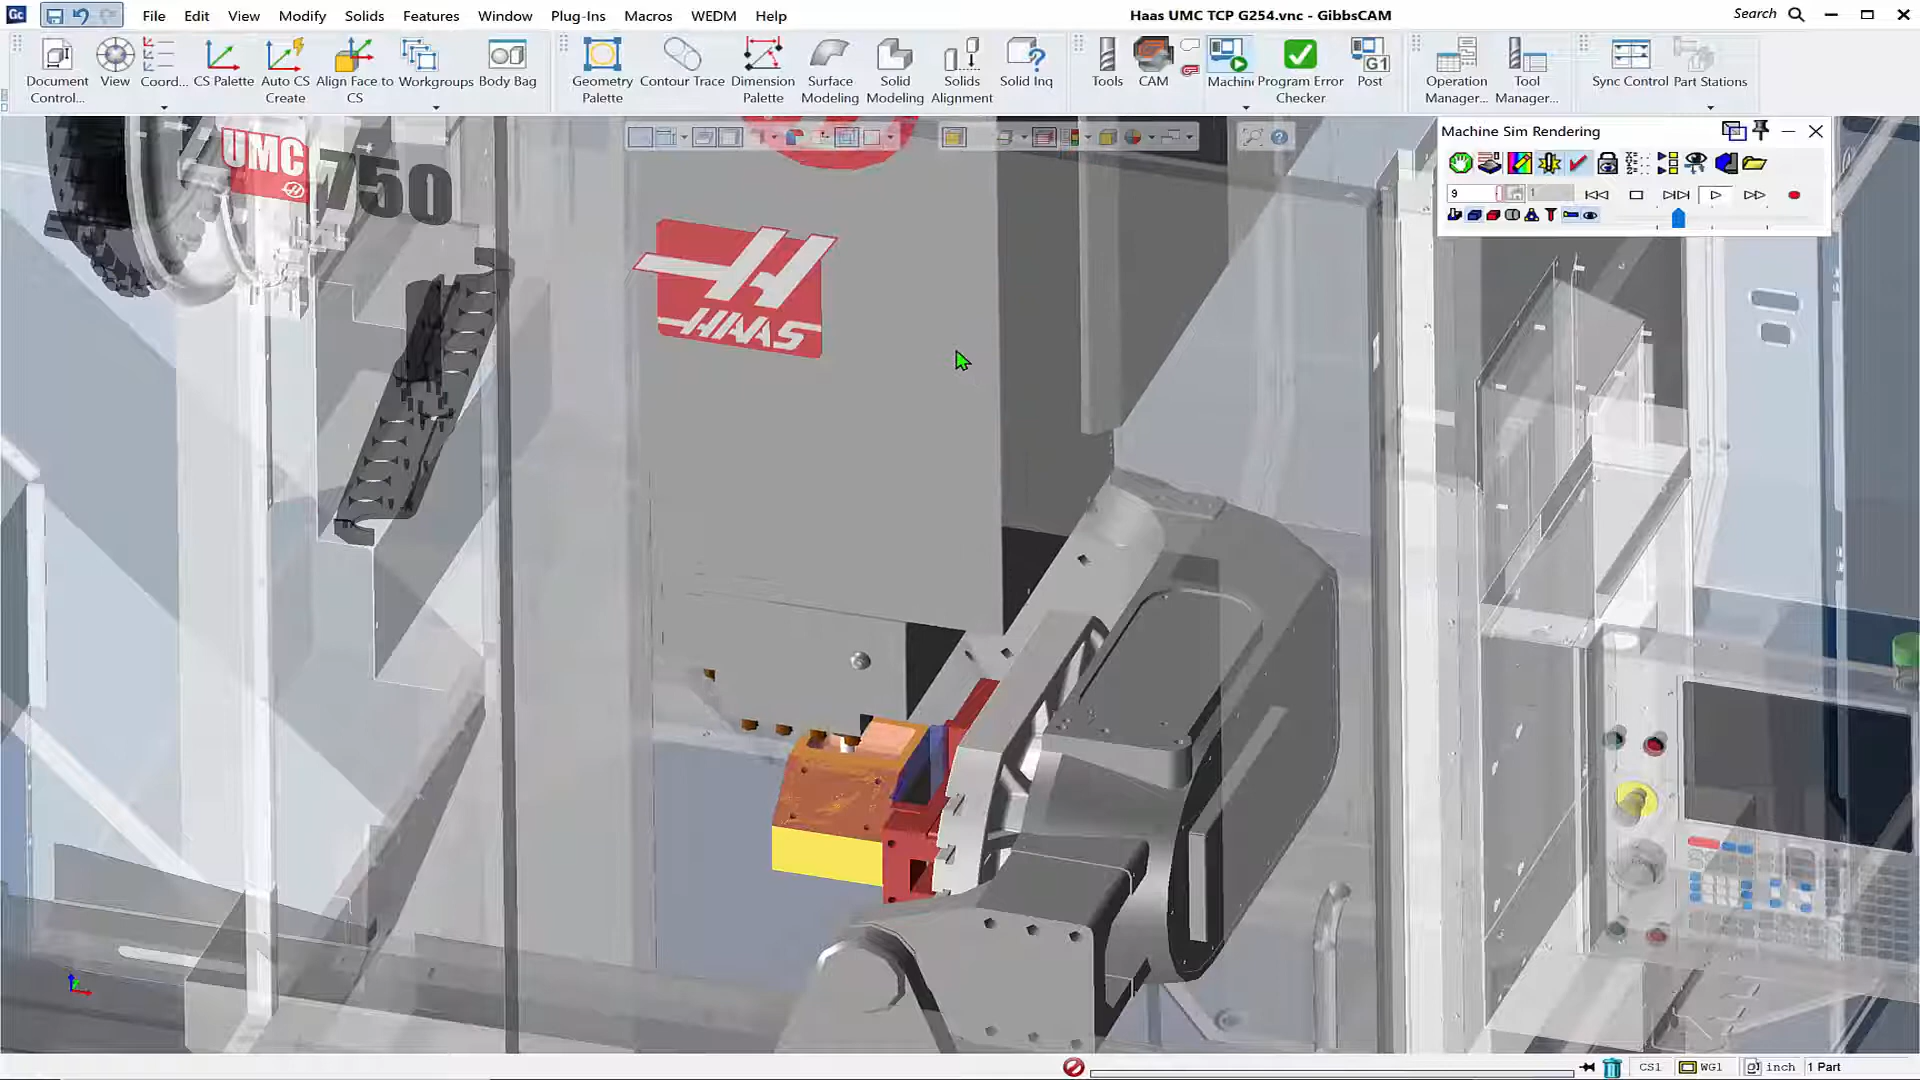 File Edit View Modify Solids Features Window Plug-Ins Macros WEDM Help
Haas UMC TCP G254.vnc - GibbsCAM
Search
Document Control...
View
Coord...
CS Palette
Auto CS Create
Align Face to CS
Workgroups
Body Bag
Geometry Palette
Contour Trace
Dimension Palette
Surface Modeling
Solid Modeling
Solids Alignment
Solid Inq
Tools
CAM
Machin
Program Error Checker
G1
Post
Operation Manager...
Tool Manager...
Sync Control
Part Stations
Machine Sim Rendering
9
1
UMC
750
HAAS
CS1
WG1
inch
1 Part